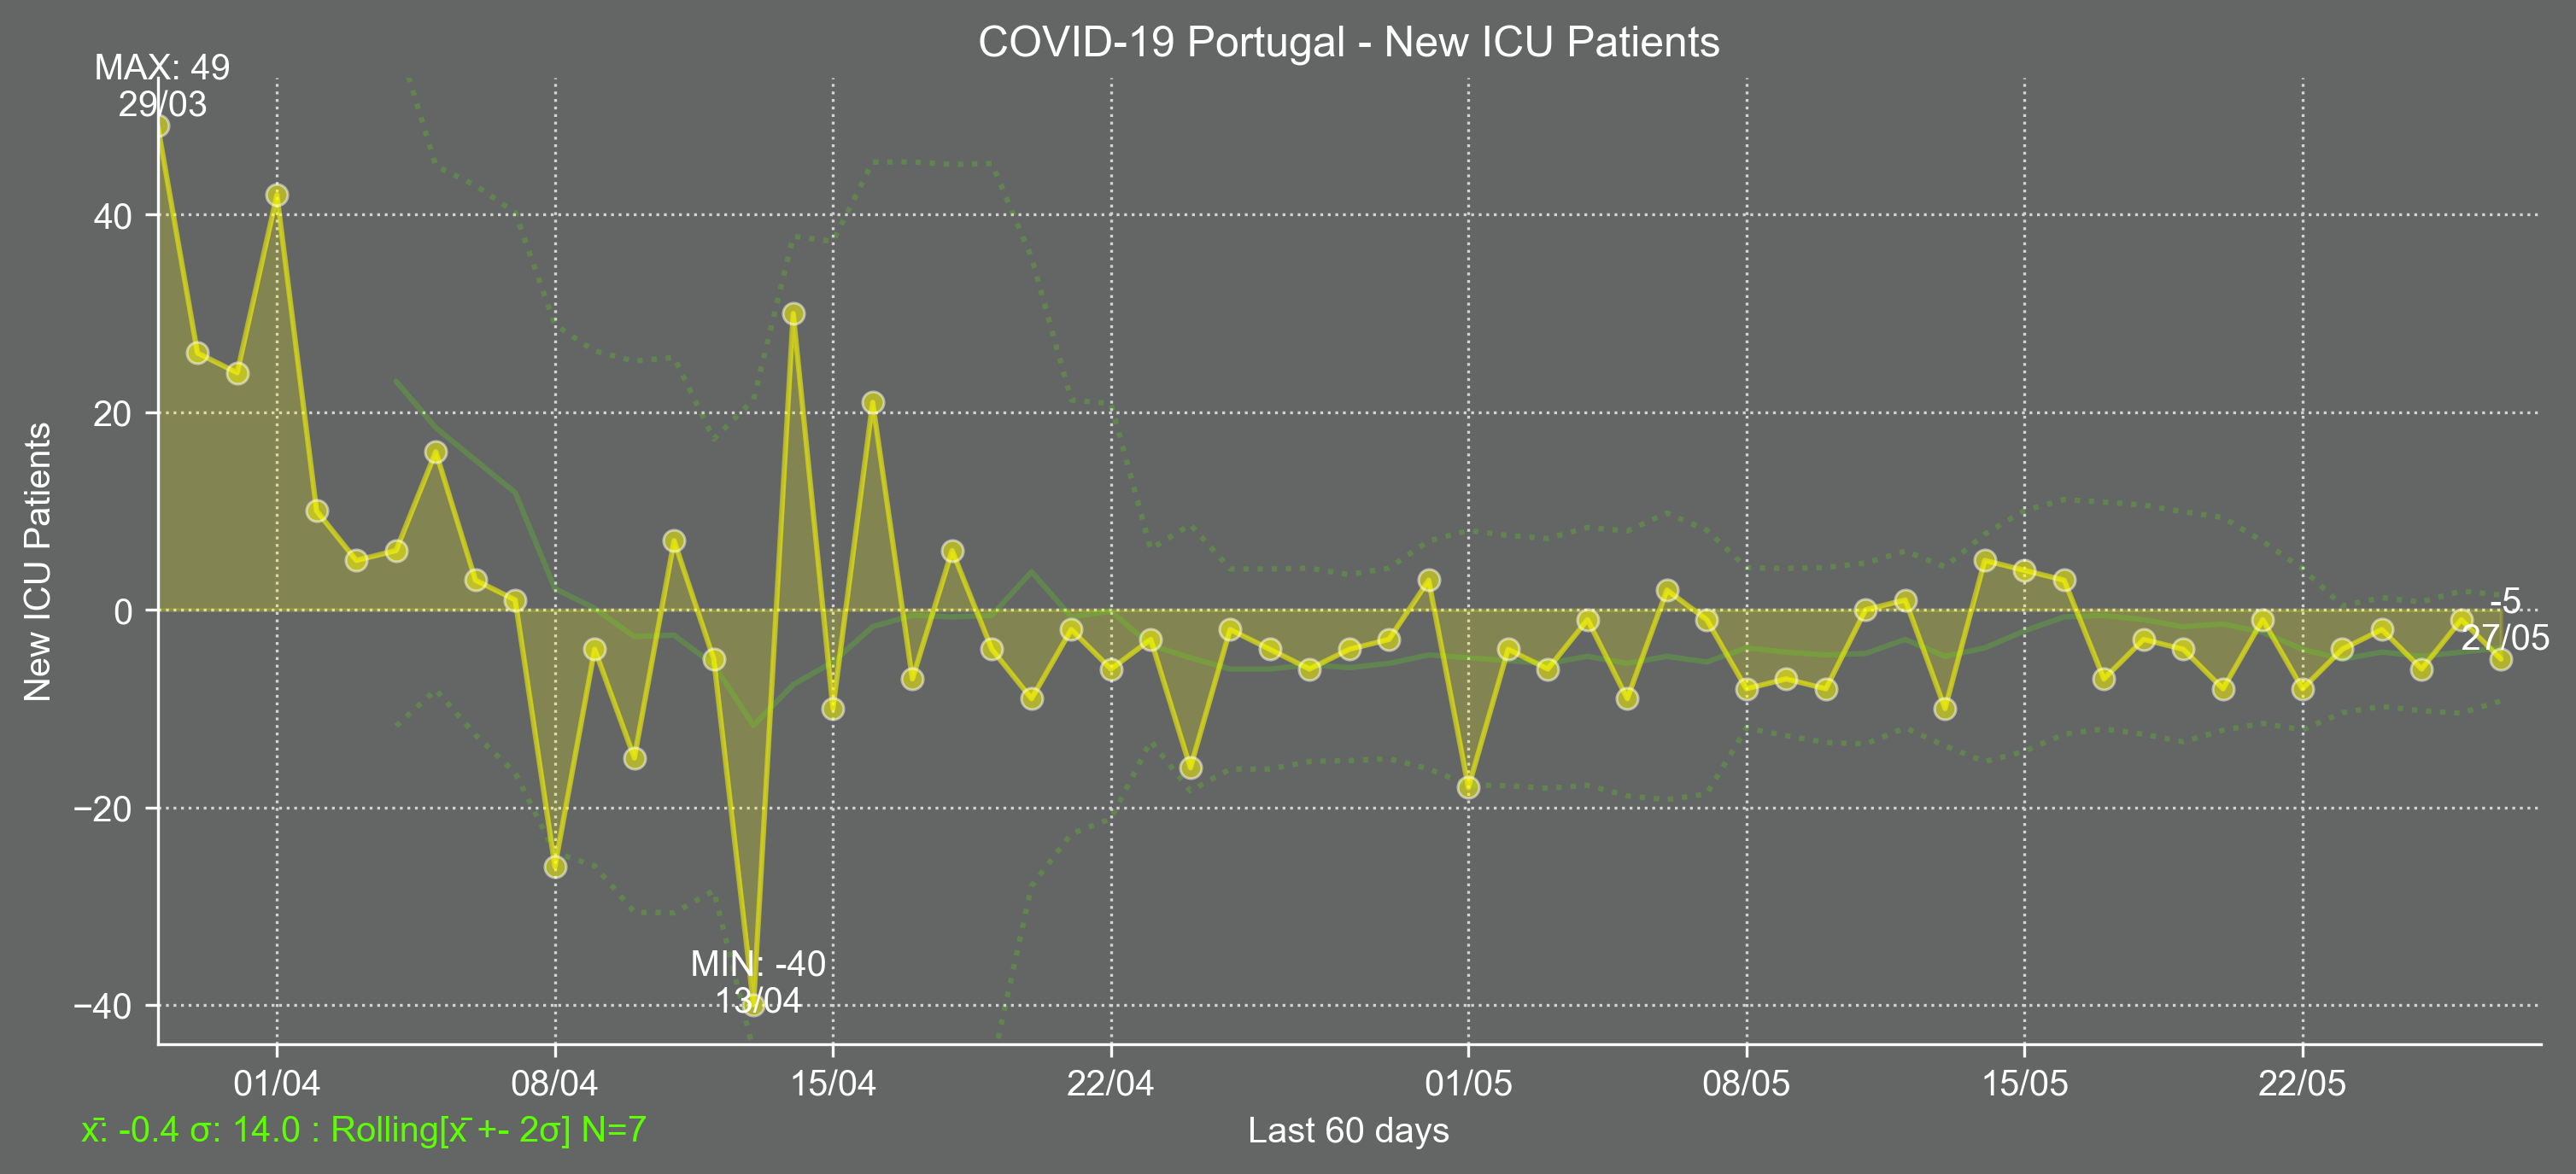 COVID-19 Portugal - New ICU Patients
MAX: 49
29/03
40
20
0
−20
−40
New ICU Patients
MIN: -40
13/04
-5
27/05
01/04
08/04
15/04
22/04
01/05
08/05
15/05
22/05
x̄: -0.4 σ: 14.0 : Rolling[x̄ +- 2σ] N=7
Last 60 days